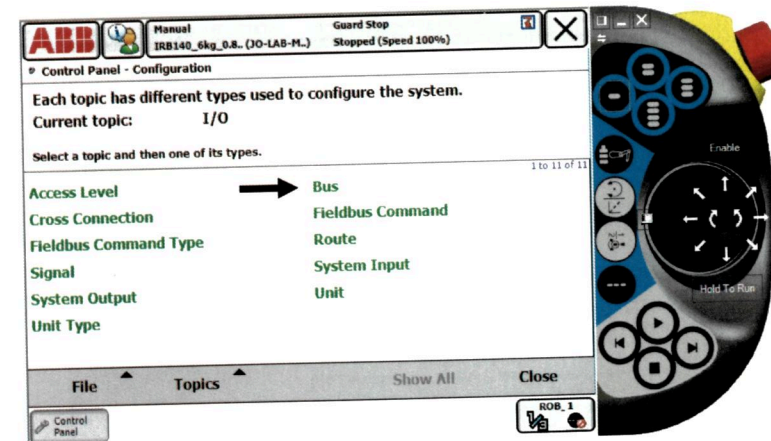 ABB
Manual
IRB140_6kg_0.8.. (JO-LAB-M..)
Guard Stop
Stopped (Speed 100%)
Control Panel - Configuration
Each topic has different types used to configure the system.
Current topic: I/O
Select a topic and then one of its types.
1 to 11 of 11
Access Level
Bus
Cross Connection
Fieldbus Command
Fieldbus Command Type
Route
Signal
System Input
System Output
Unit
Unit Type
File
Topics
Show All
Close
Control
Panel
ROB_1
1/3
Enable
Hold To Run